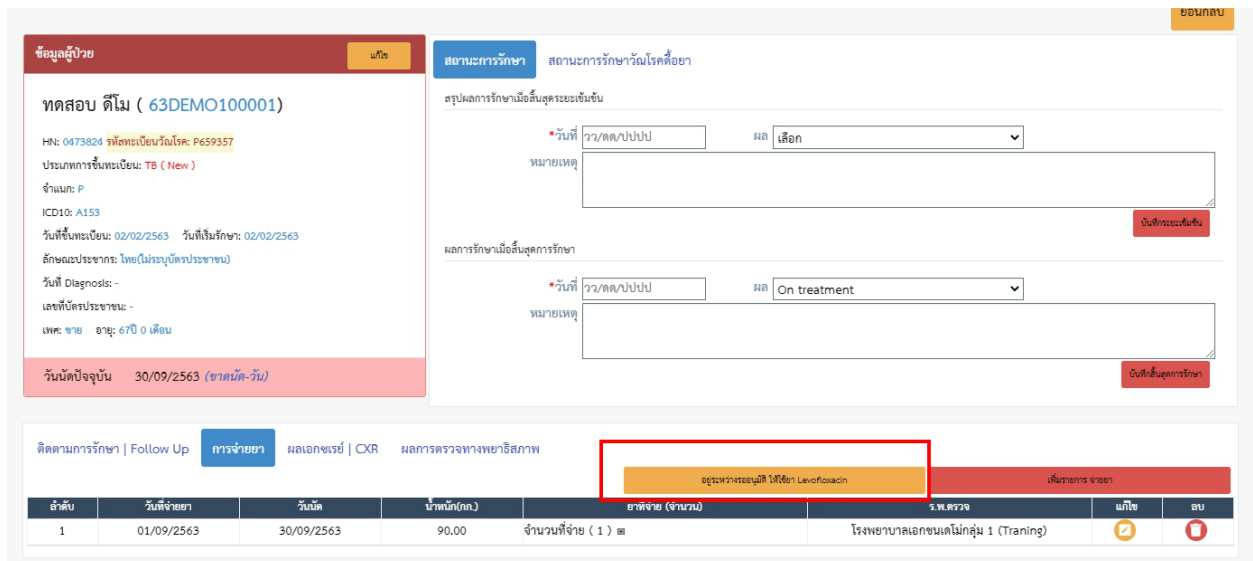 ย้อนกลับ
ข้อมูลผู้ป่วย
แก้ไข
ทดสอบ ดีโม ( 63DEMO100001)
HN: 0473824 รหัสทะเบียนวัณโรค: P659357
ประเภทการขึ้นทะเบียน: TB ( New )
จำแนก: P
ICD10: A153
วันที่ขึ้นทะเบียน: 02/02/2563 วันที่เริ่มรักษา: 02/02/2563
ลักษณะประชากร: ไทย(ไม่ระบุบัตรประชาชน)
วันที่ Diagnosis: -
เลขที่บัตรประชาชน: -
เพศ: ชาย อายุ: 67ปี 0 เดือน
วันนัดปัจจุบัน 30/09/2563 (ขาดนัด-วัน)
สถานะการรักษา สถานะการรักษาวัณโรคดื้อยา
สรุปผลการรักษาเมื่อสิ้นสุดระยะเข้มข้น
*วันที่ วว/ดด/ปปปป ผล เลือก
หมายเหตุ
บันทึกระยะเข้มข้น
ผลการรักษาเมื่อสิ้นสุดการรักษา
*วันที่ วว/ดด/ปปปป ผล On treatment
หมายเหตุ
บันทึกสิ้นสุดการรักษา
ติดตามการรักษา | Follow Up การจ่ายยา ผลเอกซเรย์ | CXR ผลการตรวจทางพยาธิสภาพ
อยู่ระหว่างรออนุมัติ ให้ใช้ยา Levofloxacin เพิ่มรายการ จ่ายยา
ลำดับ วันที่จ่ายยา วันนัด น้ำหนัก(กก.) ยาที่จ่าย (จำนวน) ร.พ.ตรวจ แก้ไข ลบ
1 01/09/2563 30/09/2563 90.00 จำนวนที่จ่าย ( 1 ) โรงพยาบาลเอกชนเดโม่กลุ่ม 1 (Traning)